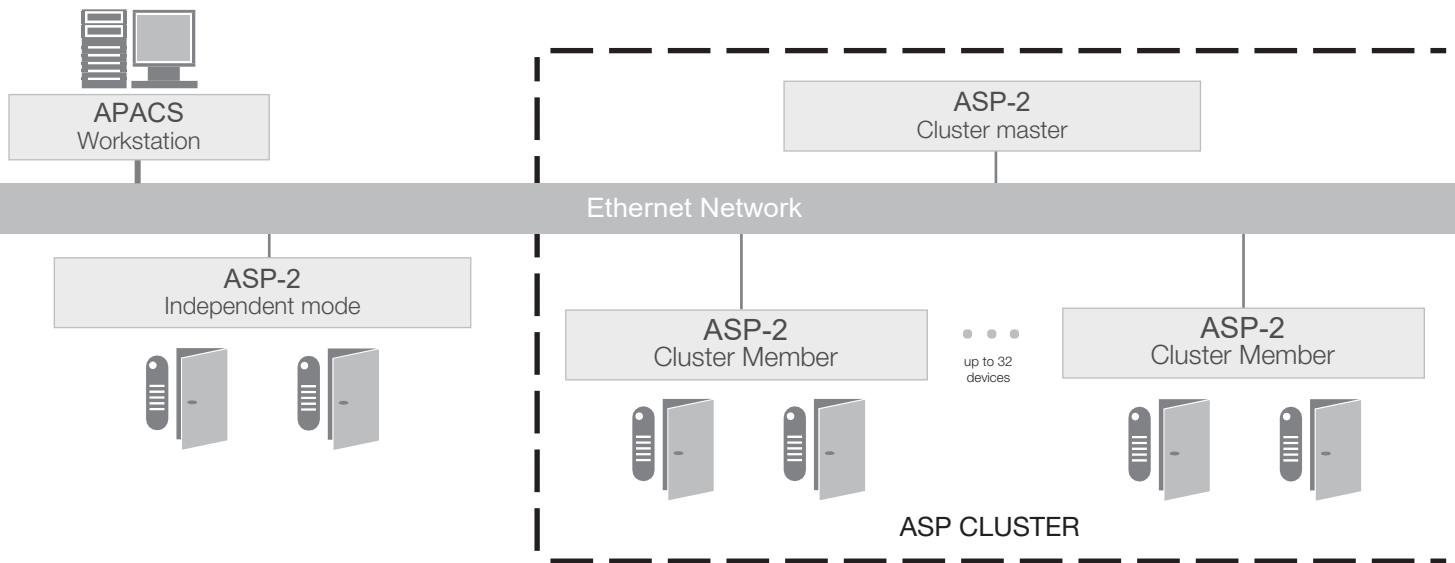 APACS
Workstation
ASP-2
Cluster master
Ethernet Network
ASP-2
Independent mode
ASP-2
Cluster Member
up to 32
devices
ASP-2
Cluster Member
ASP CLUSTER